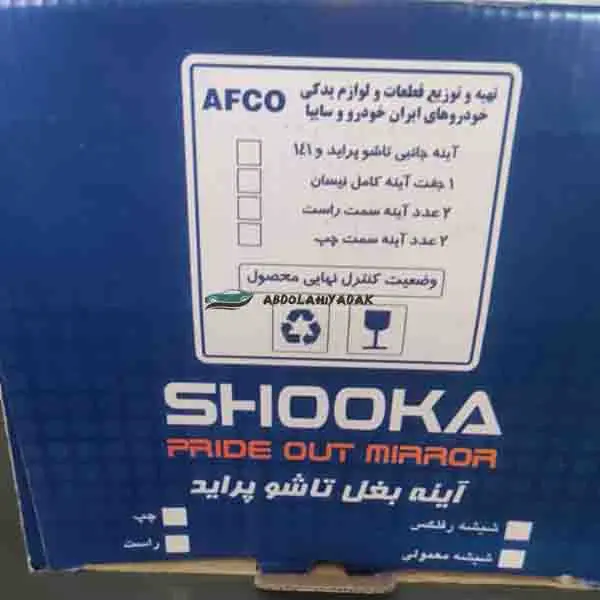 AFCO
تهیه و توزیع قطعات و لوازم یدکی
خودروهای ایران خودرو و سایپا
آینه جانبی تاشو پراید و ۱۴۱
۱ جفت آینه کامل نیسان
۲ عدد آینه سمت راست
۲ عدد آینه سمت چپ
وضعیت کنترل نهایی محصول
ABDOLAHIYADAK
SHOOKA
PRIDE OUT MIRROR
آینه بغل تاشو پراید
شیشه رفلکس
چپ
شیشه معمولی
راست